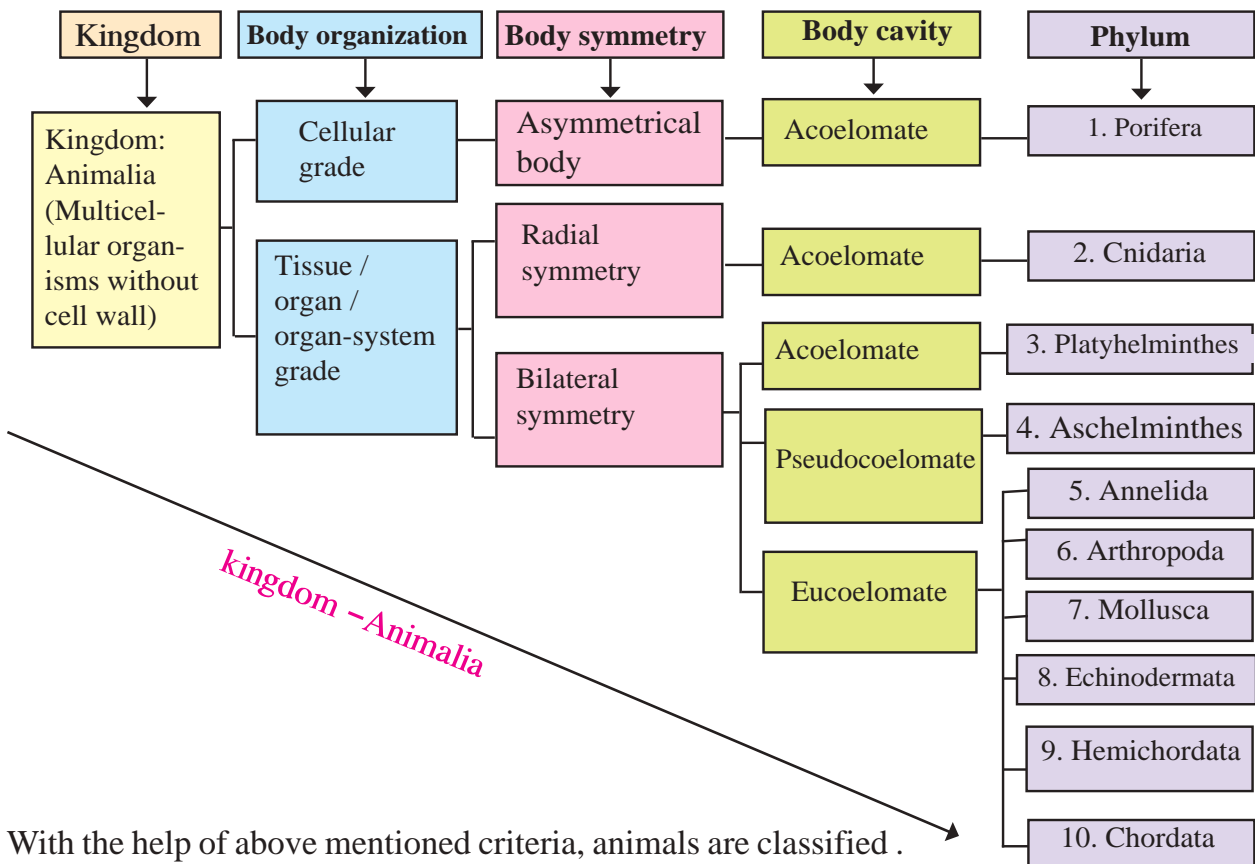 Kingdom
Body organization
Body symmetry
Body cavity
Phylum
Kingdom:
Animalia
(Multicel-
lular organ-
isms without
cell wall)
Cellular
grade
Tissue /
organ /
organ-system
grade
Asymmetrical
body
Radial
symmetry
Bilateral
symmetry
Acoelomate
Acoelomate
Acoelomate
Pseudocoelomate
Eucoelomate
1. Porifera
2. Cnidaria
3. Platyhelminthes
4. Aschelminthes
5. Annelida
6. Arthropoda
7. Mollusca
8. Echinodermata
9. Hemichordata
10. Chordata
kingdom –Animalia
With the help of above mentioned criteria, animals are classified .